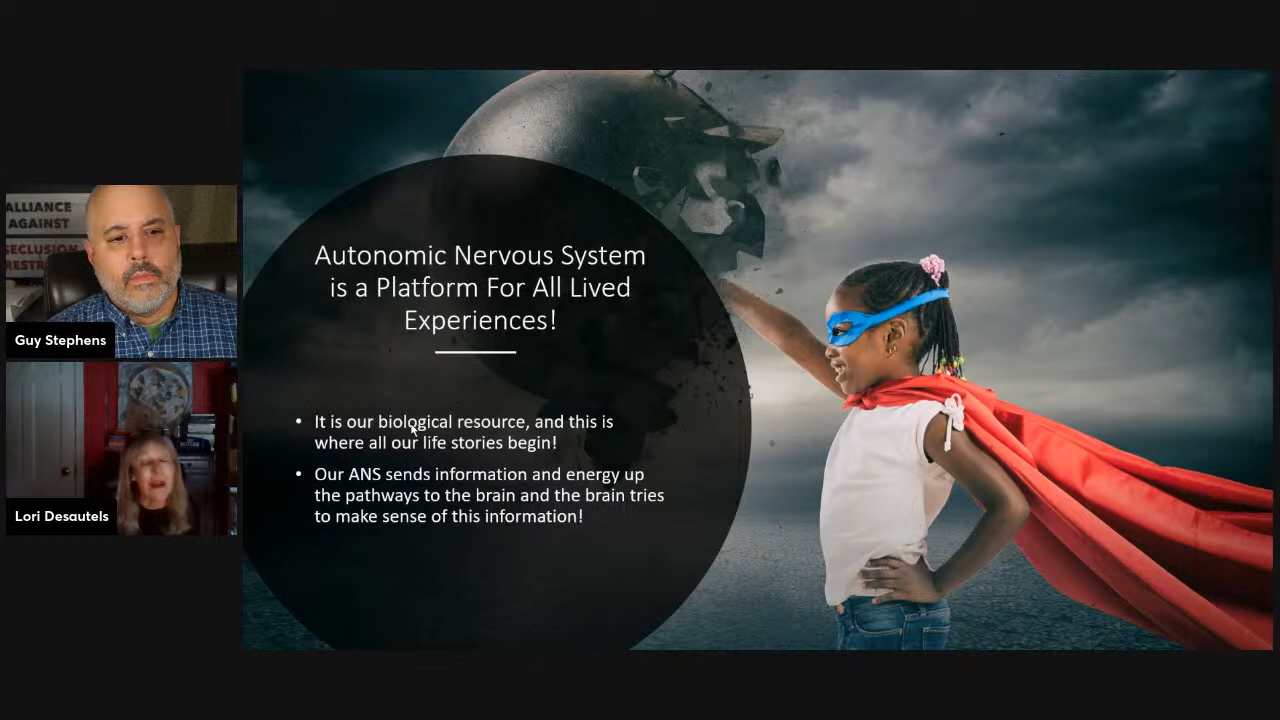 ALLIANCE
AGAINST
SECLUSION
RESTR
Guy Stephens
Lori Desautels
Autonomic Nervous System
is a Platform For All Lived
Experiences!
• It is our biological resource, and this is
where all our life stories begin!
• Our ANS sends information and energy up
the pathways to the brain and the brain tries
to make sense of this information!